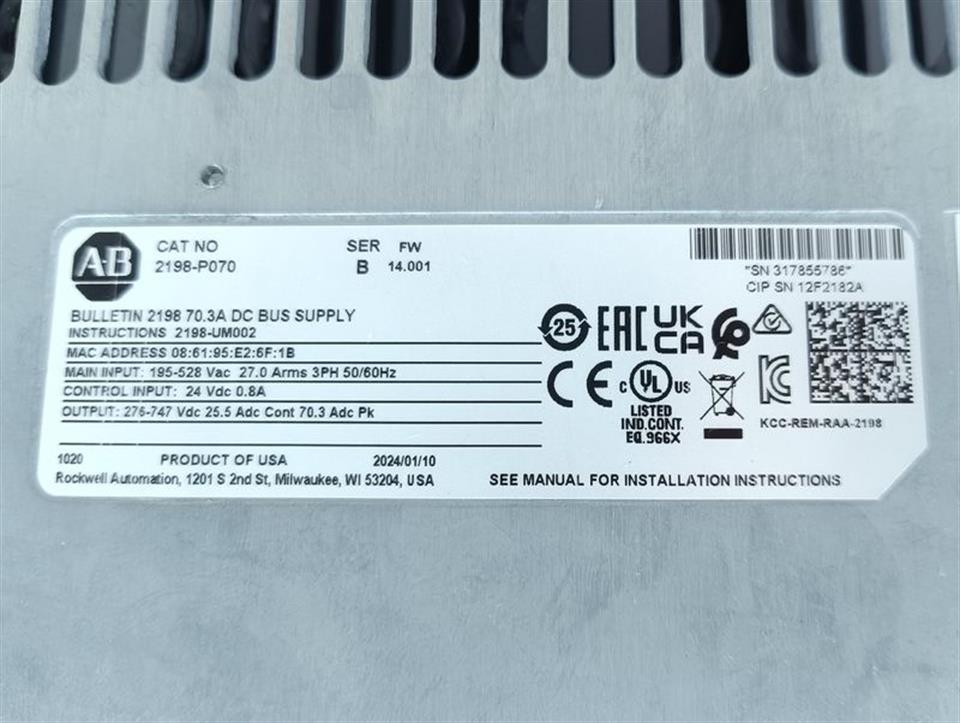 A-B
CAT NO SER FW
2198-P070 B 14.001
"SN 317855786"
CIP SN 12F2182A
BULLETIN 2198 70.3A DC BUS SUPPLY
INSTRUCTIONS 2198-UM002
MAC ADDRESS 08:61:95:E2:6F:1B
MAIN INPUT: 195-528 Vac 27.0 Arms 3PH 50/60Hz
CONTROL INPUT: 24 Vdc 0.8A
OUTPUT: 276-747 Vdc 25.5 Adc Cont 70.3 Adc Pk
25 EAC UK CA
CE c UL US
LISTED
IND.CONT.
EQ.966X
KC
KCC-REM-RAA-2198
1020 PRODUCT OF USA 2024/01/10
Rockwell Automation, 1201 S 2nd St, Milwaukee, WI 53204, USA
SEE MANUAL FOR INSTALLATION INSTRUCTIONS